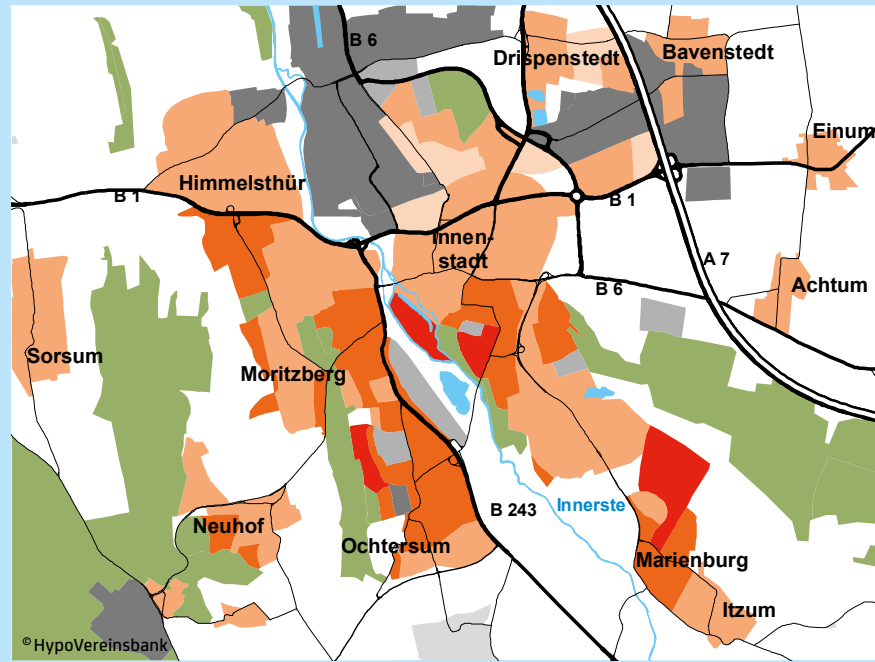 B 6
Drispenstedt
Bavenstedt
Einum
Himmelsthür
B 1
B 1
Innen-
stadt
A 7
B 6
Achtum
Sorsum
Moritzberg
Innerste
B 243
Neuhof
Ochtersum
Marienburg
Itzum
© HypoVereinsbank